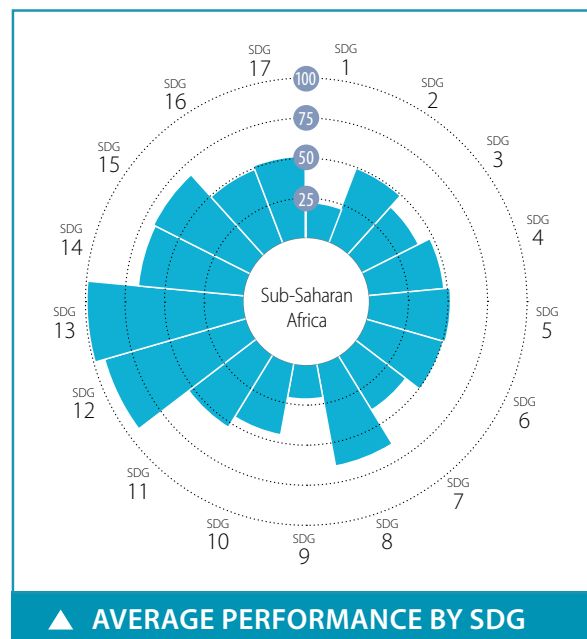 SDG
1
SDG
2
SDG
3
SDG
4
SDG
5
SDG
6
SDG
7
SDG
8
SDG
9
SDG
10
SDG
11
SDG
12
SDG
13
SDG
14
SDG
15
SDG
16
SDG
17
100
75
50
25
Sub-Saharan
Africa
▲ AVERAGE PERFORMANCE BY SDG